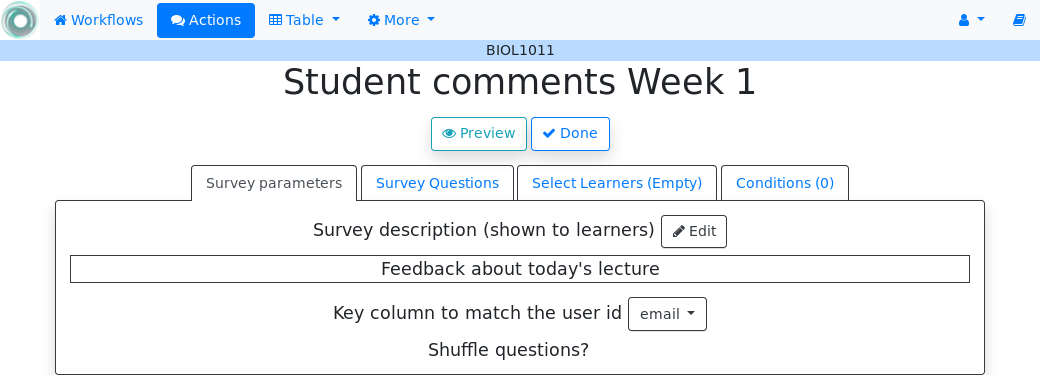 Workflows Actions Table More
BIOL1011
Student comments Week 1
Preview Done
Survey parameters Survey Questions Select Learners (Empty) Conditions (0)
Survey description (shown to learners) Edit
Feedback about today's lecture
Key column to match the user id email
Shuffle questions?